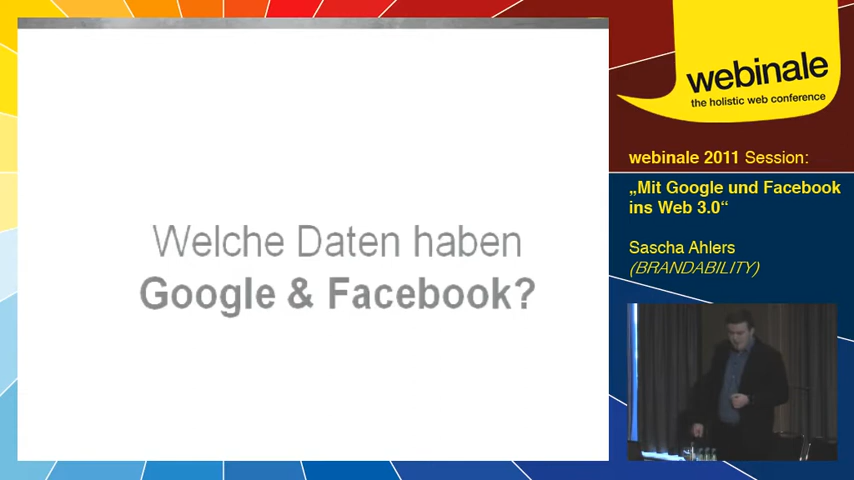 Welche Daten haben
Google & Facebook?
webinale
the holistic web conference
webinale 2011 Session:
„Mit Google und Facebook
ins Web 3.0“
Sascha Ahlers
(BRANDABILITY)